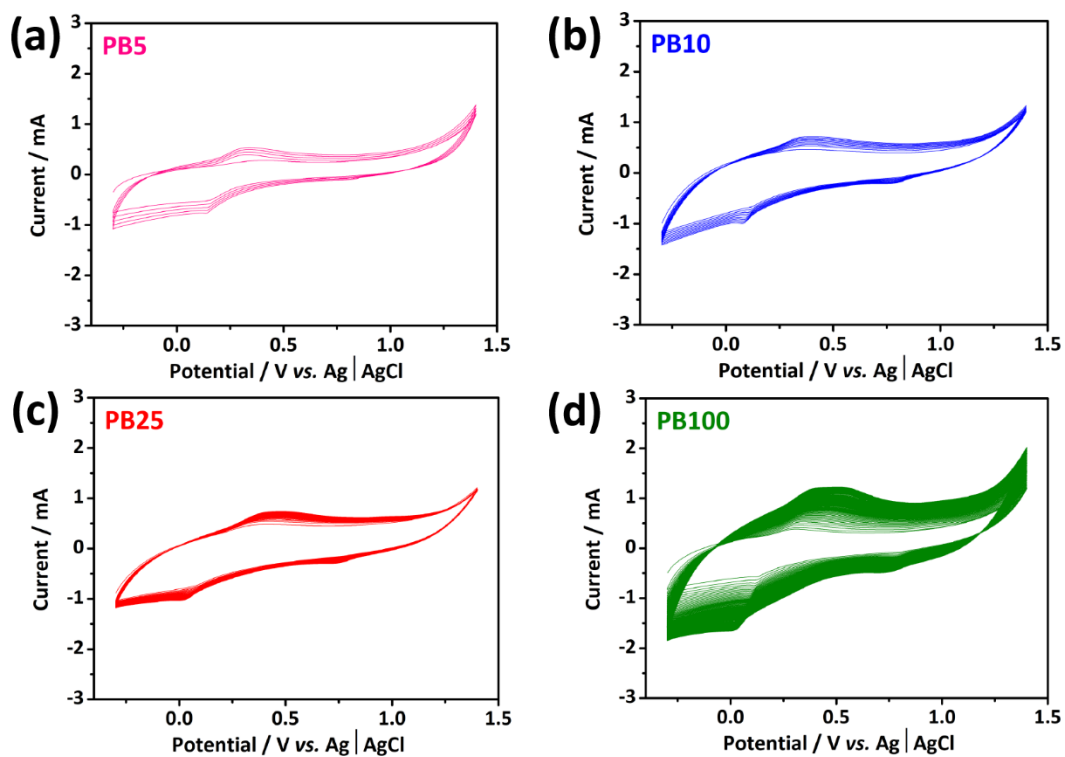 (a)
PB5
3
2
1
0
-1
-2
-3
Current / mA
0.0 0.5 1.0 1.5
Potential / V vs. Ag | AgCl
(b)
PB10
3
2
1
0
-1
-2
-3
Current / mA
0.0 0.5 1.0 1.5
Potential / V vs. Ag | AgCl
(c)
PB25
3
2
1
0
-1
-2
-3
Current / mA
0.0 0.5 1.0 1.5
Potential / V vs. Ag | AgCl
(d)
PB100
3
2
1
0
-1
-2
-3
Current / mA
0.0 0.5 1.0 1.5
Potential / V vs. Ag | AgCl